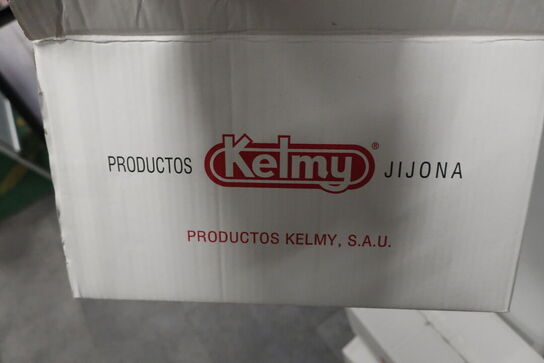 PRODUCTOS Kelmy® JIJONA
PRODUCTOS KELMY, S.A.U.